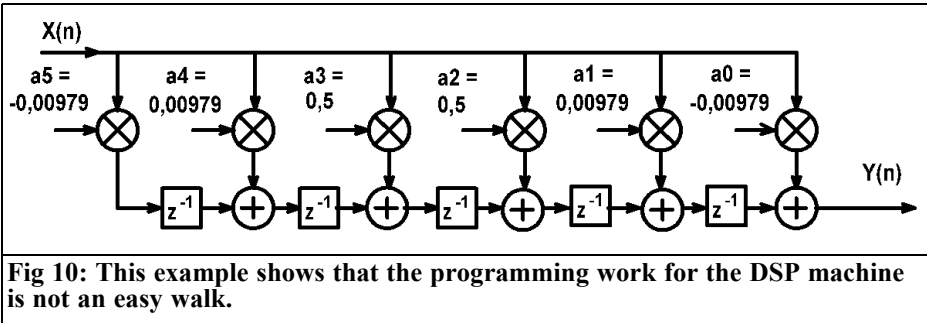 X(n)
a5 = a4 = a3 = a2 = a1 = a0 =
-0,00979 0,00979 0,5 0,5 0,00979 -0,00979
Y(n)
z-1 + z-1 + z-1 + z-1 + z-1 +
Fig 10: This example shows that the programming work for the DSP machine
is not an easy walk.